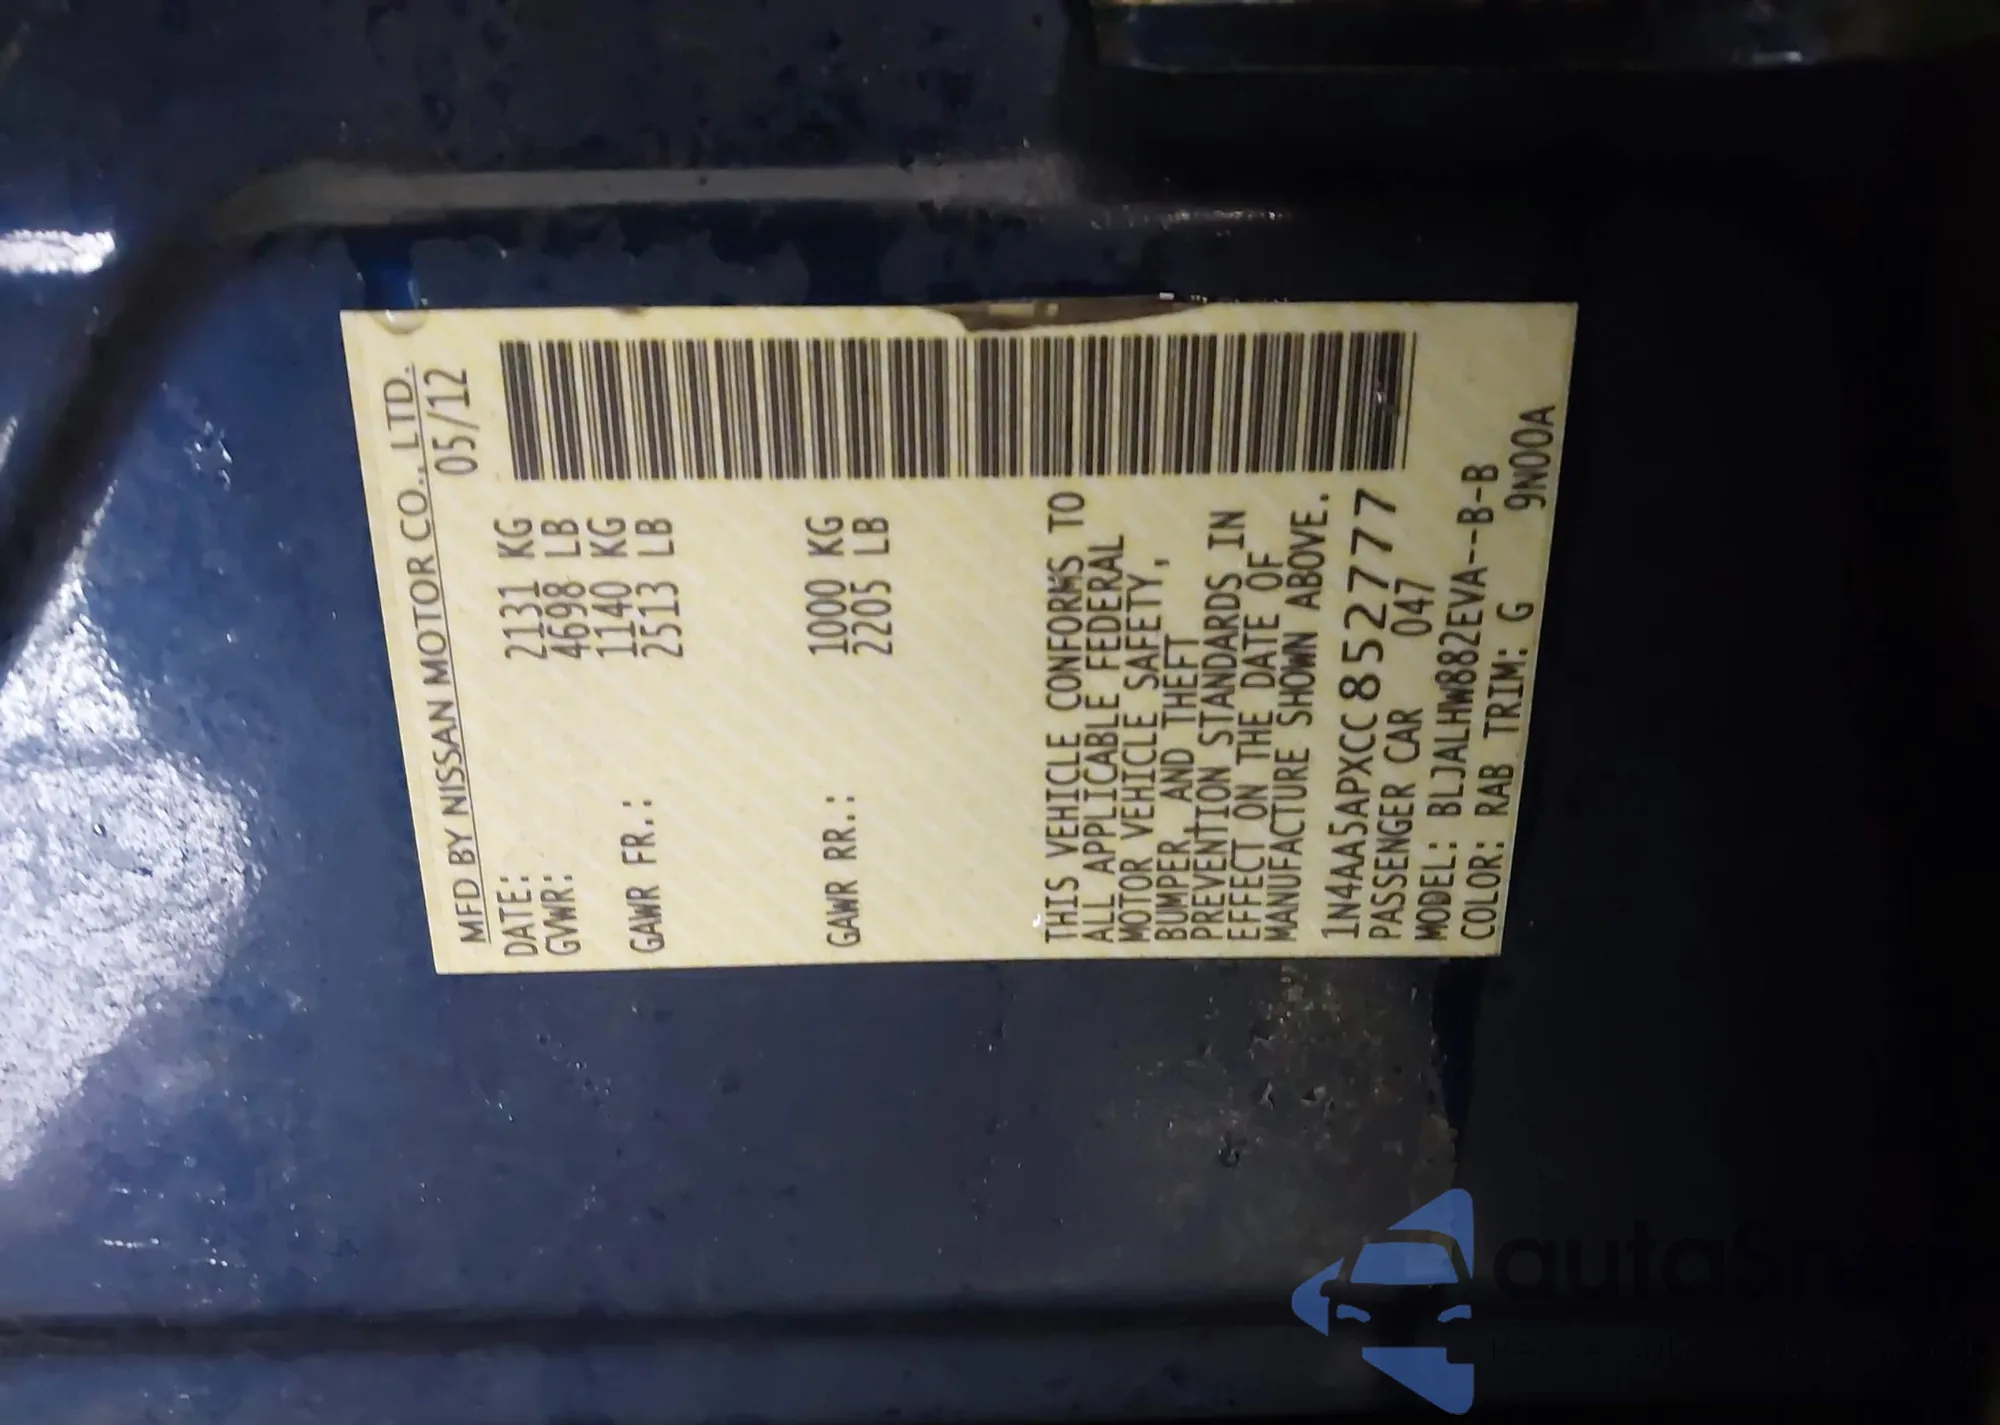 MFD BY NISSAN MOTOR CO., LTD.
DATE: 05/12
GVWR: 2131 KG
4698 LB
GAWR FR.: 1140 KG
2513 LB
GAWR RR.: 1000 KG
2205 LB
THIS VEHICLE CONFORMS TO
ALL APPLICABLE FEDERAL
MOTOR VEHICLE SAFETY,
BUMPER, AND THEFT
PREVENTION STANDARDS IN
EFFECT ON THE DATE OF
MANUFACTURE SHOWN ABOVE.
1N4AA5APXCC852777
PASSENGER CAR 047
MODEL: BLJALHW882EVA--B-B
COLOR: RAB TRIM: G 9N00A